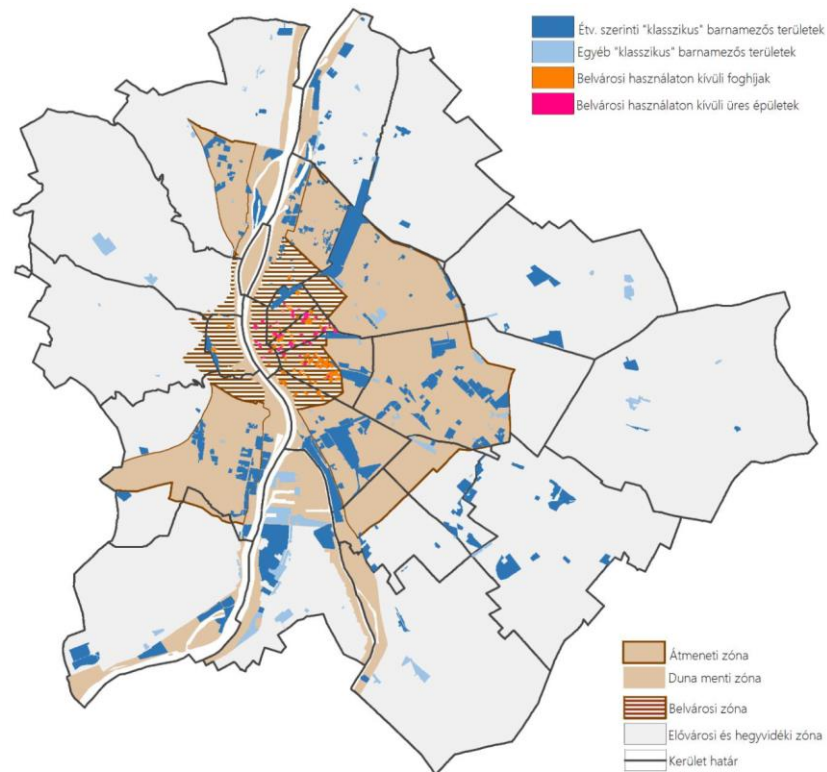 Étv. szerinti "klasszikus" barnamezős területek
Egyéb "klasszikus" barnamezős területek
Belvárosi használaton kívüli foghíjak
Belvárosi használaton kívüli üres épületek
Átmeneti zóna
Duna menti zóna
Belvárosi zóna
Elővárosi és hegyvidéki zóna
Kerület határ